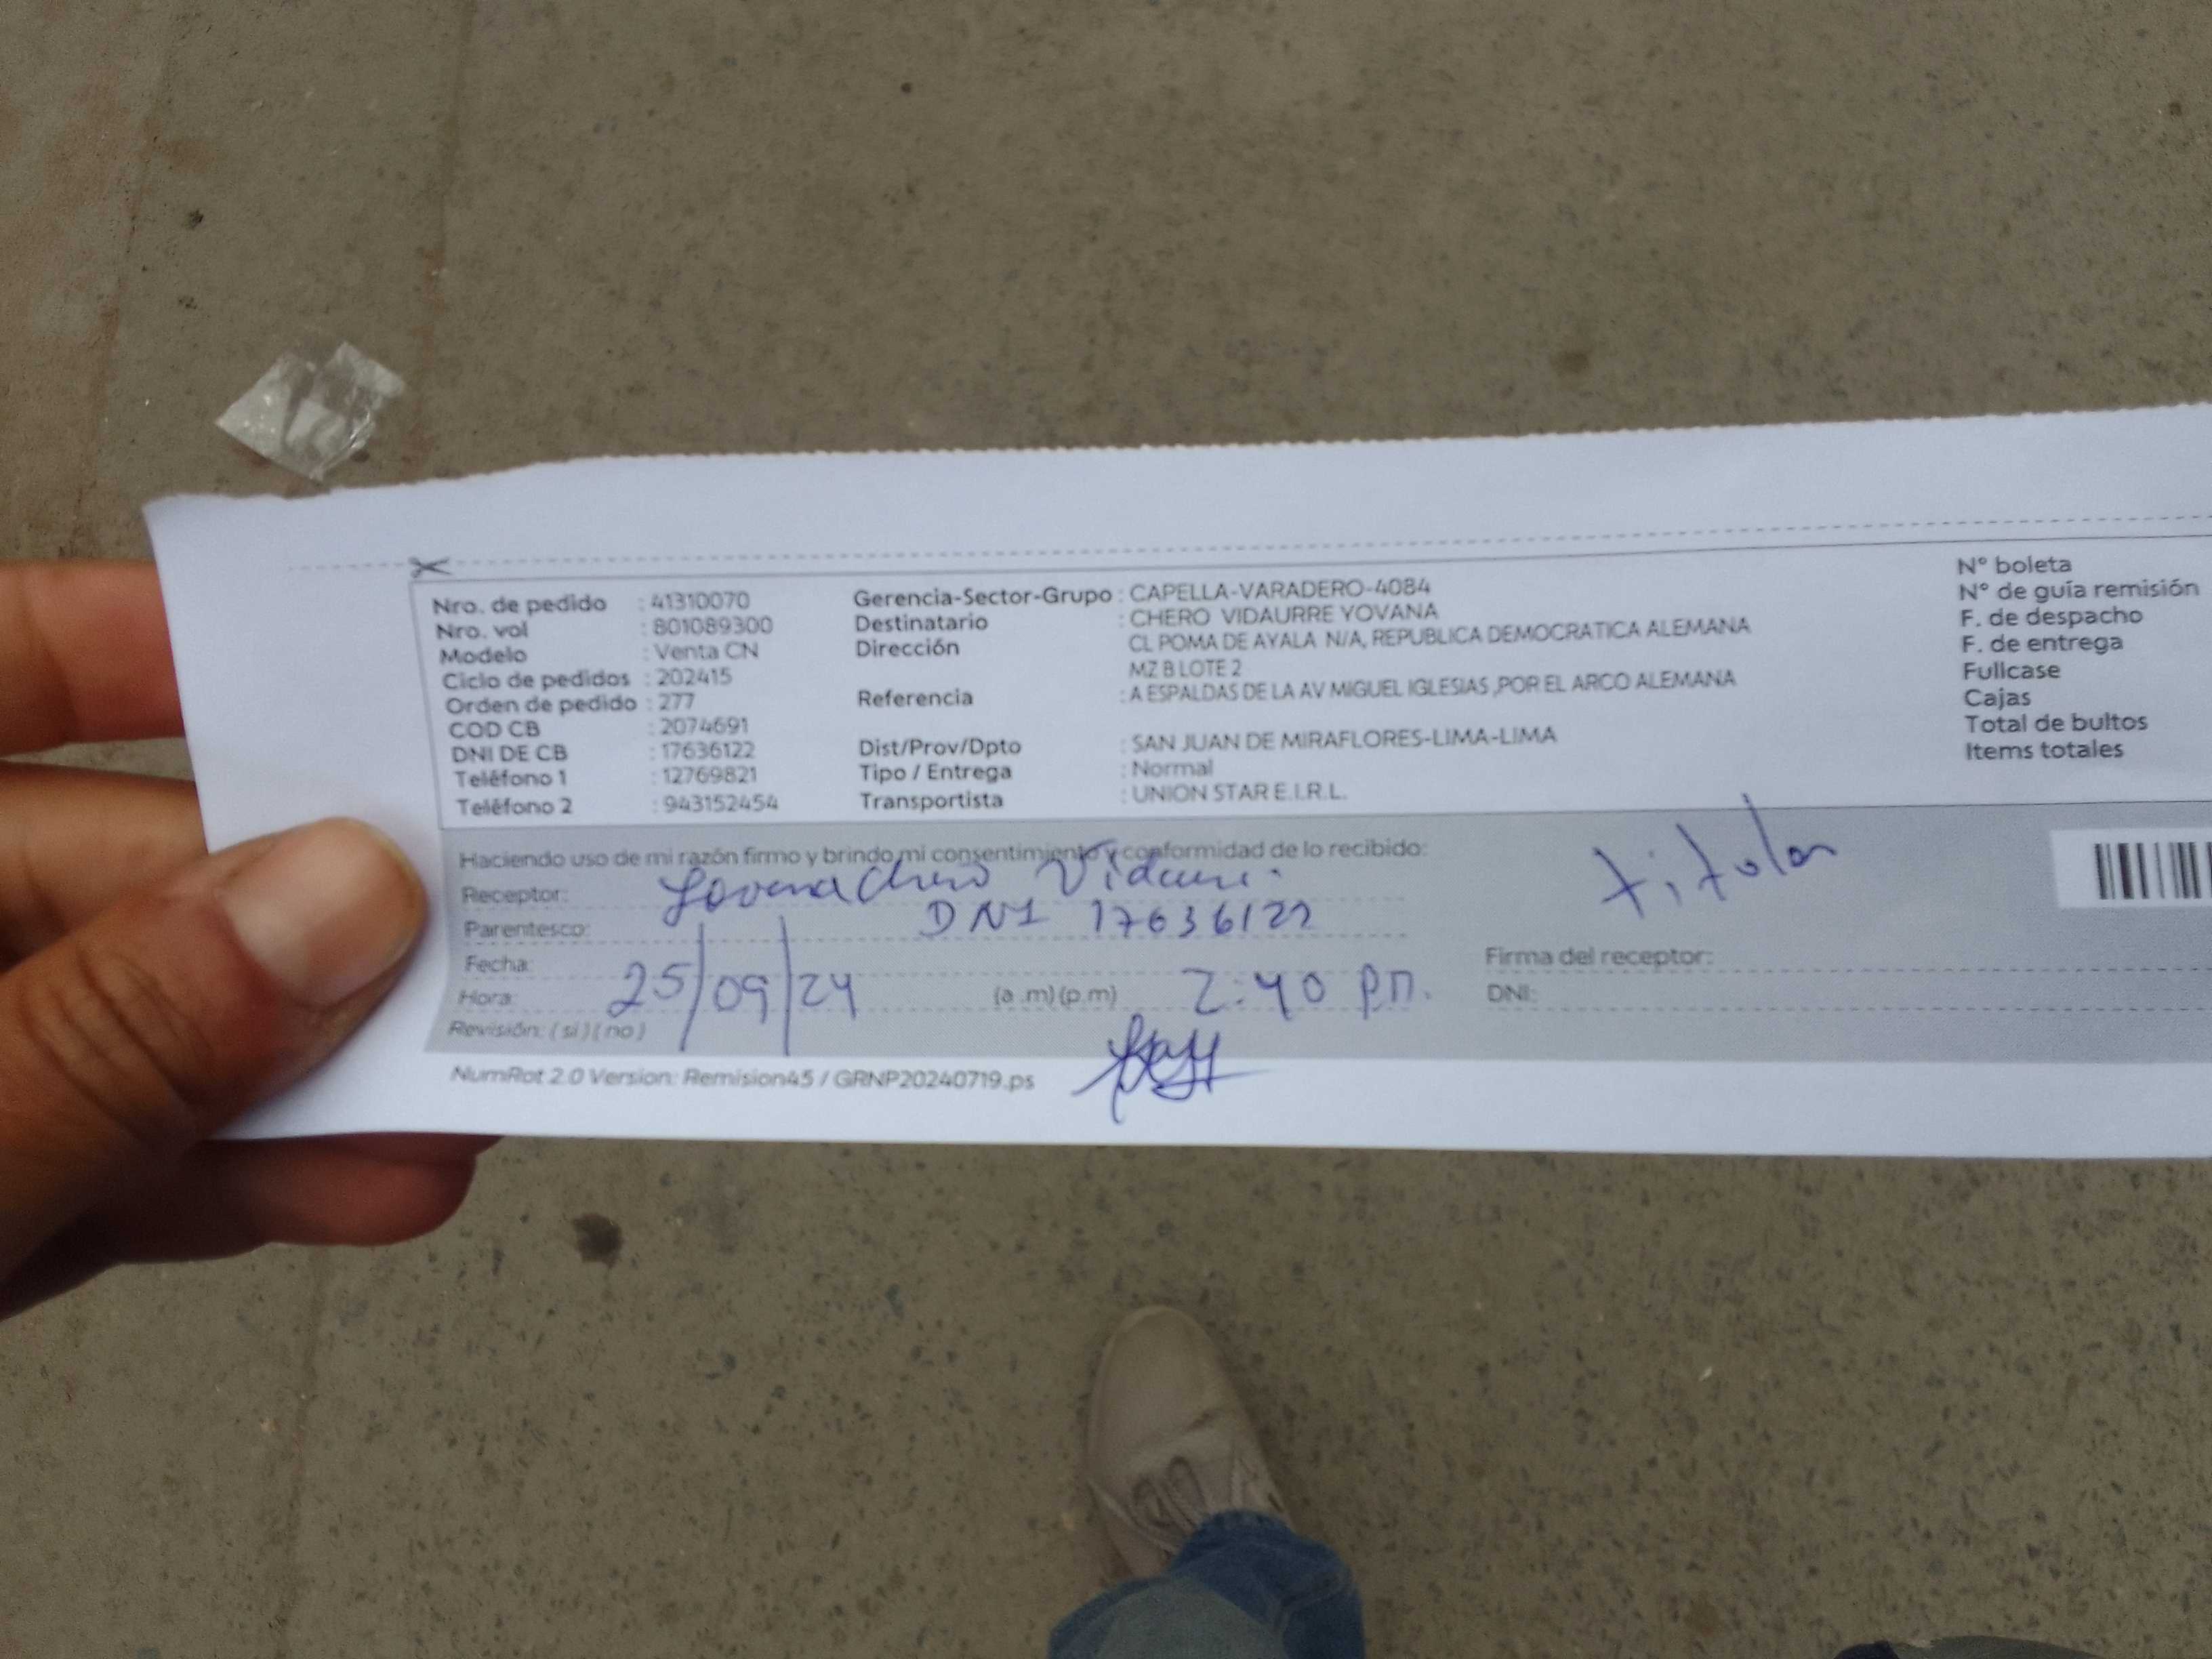 Nro. de pedido : 41310070
Nro. vol : 801089300
Modelo : Venta CN
Ciclo de pedidos : 202415
Orden de pedido : 277
COD CB : 2074691
DNI DE CB : 17636122
Teléfono 1 : 12769821
Teléfono 2 : 943152454
Gerencia-Sector-Grupo : CAPELLA-VARADERO-4084
Destinatario : CHERO VIDAURRE YOVANA
Dirección CL POMA DE AYALA N/A, REPUBLICA DEMOCRATICA ALEMANA
MZ B LOTE 2
Referencia : A ESPALDAS DE LA AV MIGUEL IGLESIAS ,POR EL ARCO ALEMANA
Dist/Prov/Dpto : SAN JUAN DE MIRAFLORES-LIMA-LIMA
Tipo / Entrega : Normal
Transportista : UNION STAR E.I.R.L.
N° boleta
N° de guía remisión
F. de despacho
F. de entrega
Fullcase
Cajas
Total de bultos
Items totales
Haciendo uso de mi razón firmo y brindo mi consentimiento y conformidad de lo recibido:
Receptor: Chero
Parentesco: DNI 17636122
Fecha: 25/09/24
Hora: (a .m) (p.m) 2:40 pm.
Revisión: ( si ) ( no )
titular
Firma del receptor:
DNI:
NumRot 2.0 Version: Remision45 / GRNP20240719.ps